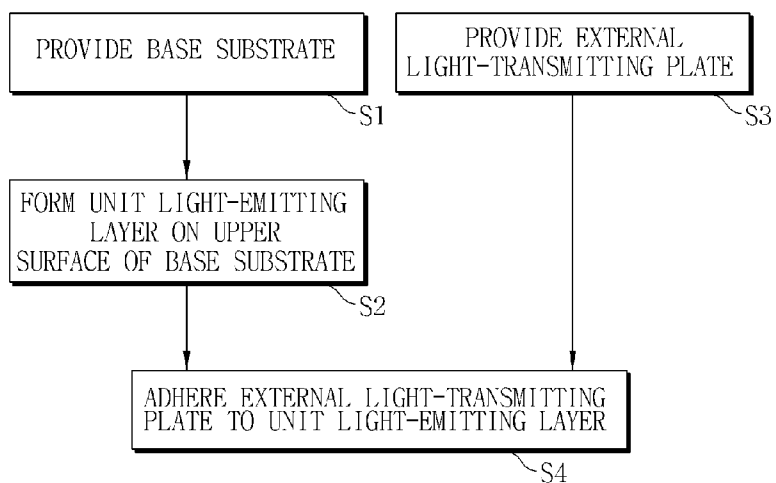 PROVIDE BASE SUBSTRATE
S1
PROVIDE EXTERNAL
LIGHT-TRANSMITTING PLATE
S3
FORM UNIT LIGHT-EMITTING
LAYER ON UPPER
SURFACE OF BASE SUBSTRATE
S2
ADHERE EXTERNAL LIGHT-TRANSMITTING
PLATE TO UNIT LIGHT-EMITTING LAYER
S4